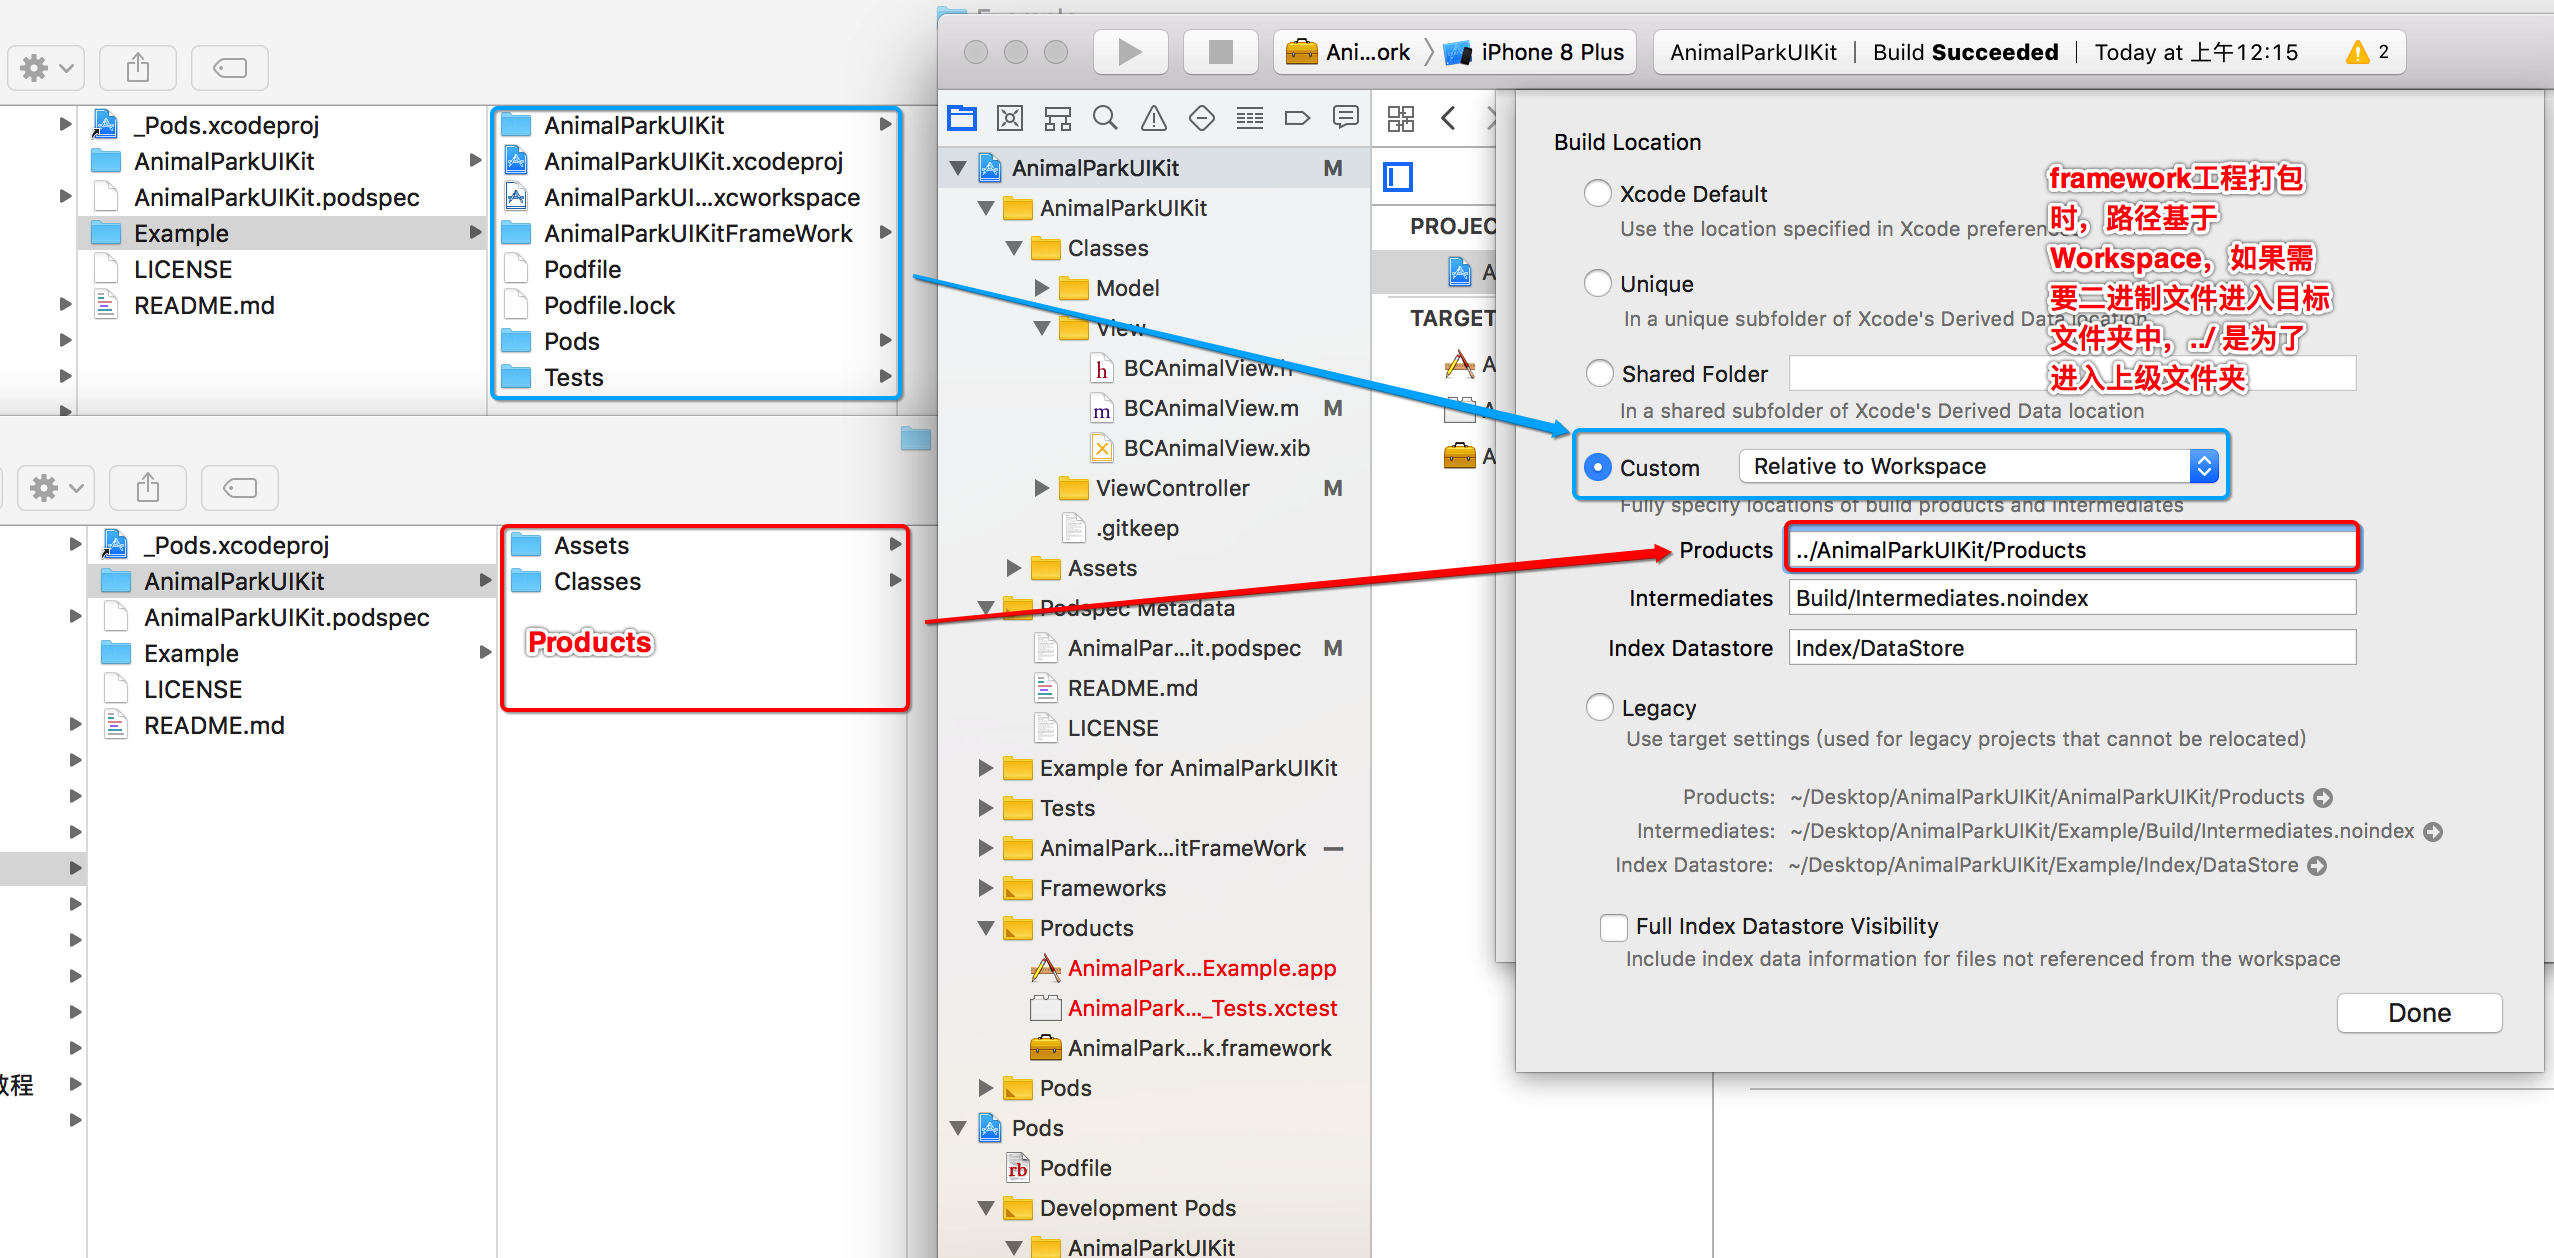 Example
Ani...ork
iPhone 8 Plus
AnimalParkUIKit
Build Succeeded
Today at 上午12:15
2
_Pods.xcodeproj
AnimalParkUIKit
AnimalParkUIKit.podspec
Example
LICENSE
README.md
AnimalParkUIKit
AnimalParkUIKit.xcodeproj
AnimalParkUI...xcworkspace
AnimalParkUIKitFrameWork
Podfile
Podfile.lock
Pods
Tests
_Pods.xcodeproj
AnimalParkUIKit
AnimalParkUIKit.podspec
Example
LICENSE
README.md
教程
Assets
Classes
Products
AnimalParkUIKit M
AnimalParkUIKit
Classes
Model
View
BCAnimalView.h
BCAnimalView.m M
BCAnimalView.xib
ViewController M
.gitkeep
Assets
Podspec Metadata
AnimalPar...it.podspec M
README.md
LICENSE
Example for AnimalParkUIKit
Tests
AnimalPark...itFrameWork
Frameworks
Products
AnimalPark...Example.app
AnimalPark..._Tests.xctest
AnimalPark...k.framework
Pods
Pods
Podfile
Development Pods
AnimalParkUIKit
PROJEC
A
TARGET
A
A
A
Build Location
Xcode Default
Use the location specified in Xcode preferences
Unique
In a unique subfolder of Xcode's Derived Data location
Shared Folder
In a shared subfolder of Xcode's Derived Data location
Custom
Relative to Workspace
Fully specify locations of build products and intermediates
Products
../AnimalParkUIKit/Products
Intermediates
Build/Intermediates.noindex
Index Datastore
Index/DataStore
Legacy
Use target settings (used for legacy projects that cannot be relocated)
Products: ~/Desktop/AnimalParkUIKit/AnimalParkUIKit/Products
Intermediates: ~/Desktop/AnimalParkUIKit/Example/Build/Intermediates.noindex
Index Datastore: ~/Desktop/AnimalParkUIKit/Example/Index/DataStore
Full Index Datastore Visibility
Include index data information for files not referenced from the workspace
Done
framework工程打包
时，路径基于
Workspace，如果需
要二进制文件进入目标
文件夹中，../ 是为了
进入上级文件夹